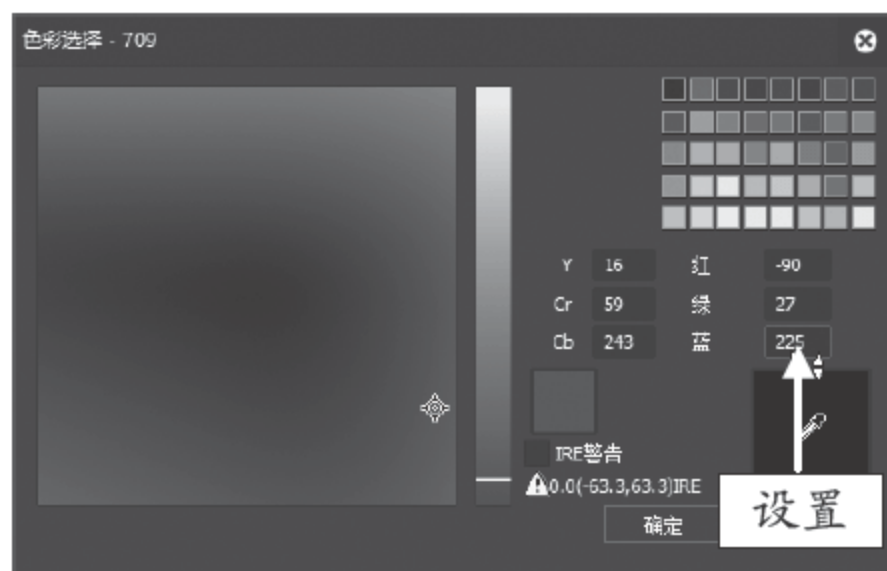 色彩选择 - 709
Y 16 红 -90
Cr 59 绿 27
Cb 243 蓝 225
IRE警告
0.0(-63.3,63.3)IRE
确定
设置